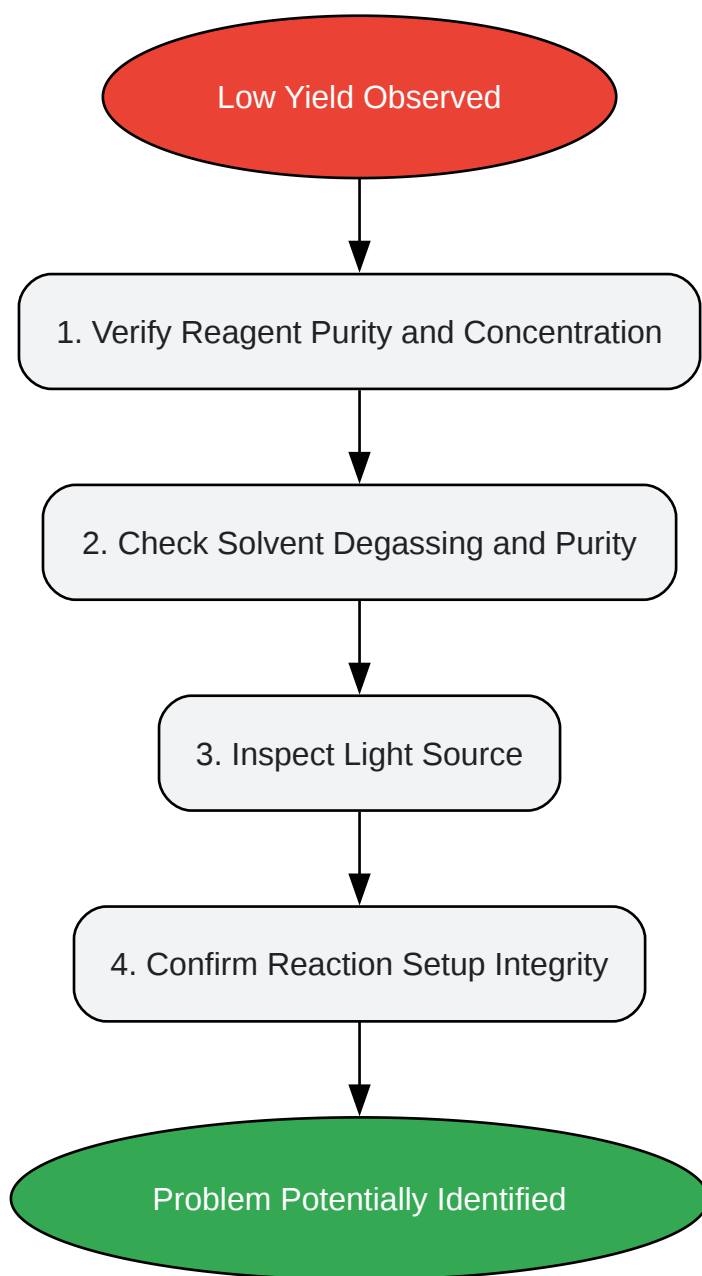 Low Yield Observed
1. Verify Reagent Purity and Concentration
2. Check Solvent Degassing and Purity
3. Inspect Light Source
4. Confirm Reaction Setup Integrity
Problem Potentially Identified